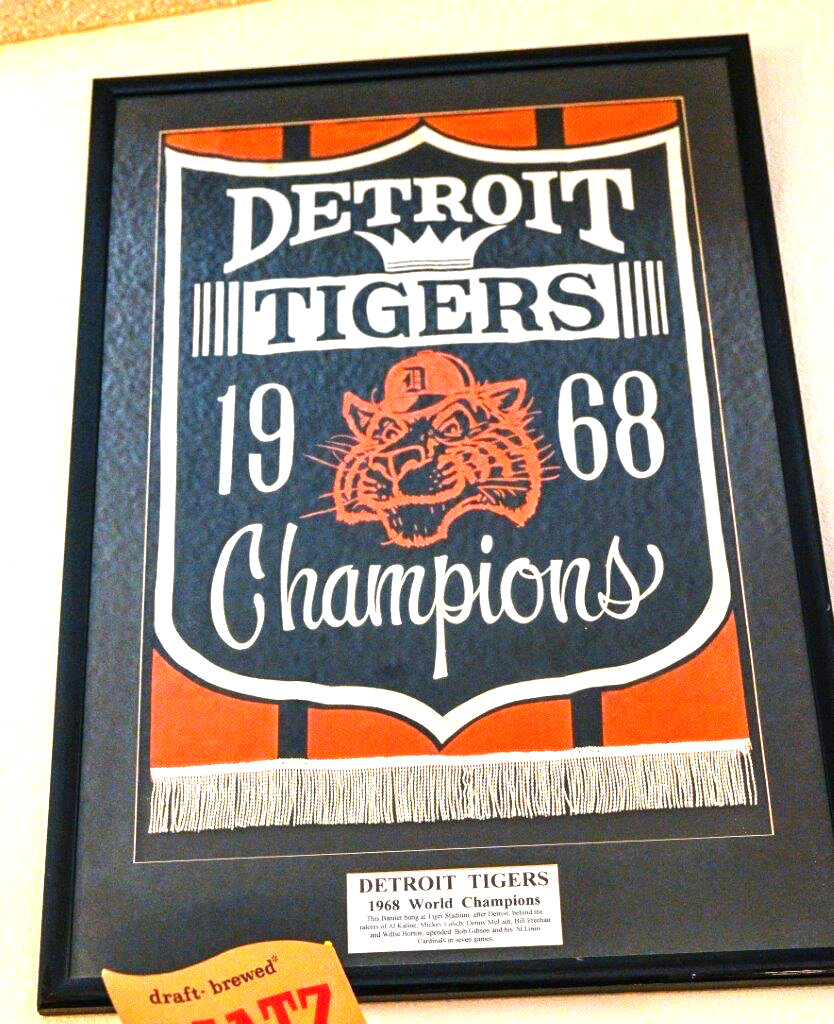 DETROIT
TIGERS
D
19 68
Champions
DETROIT TIGERS
1968 World Champions
This Banner hung at Tiger Stadium, after Detroit, behind the
talents of Al Kaline, Mickey Lolich, Denny McLain, Bill Freehan
and Willie Horton, upended Bob Gibson and his St.Louis
Cardinals in seven games.
draft-brewed*
ATZ